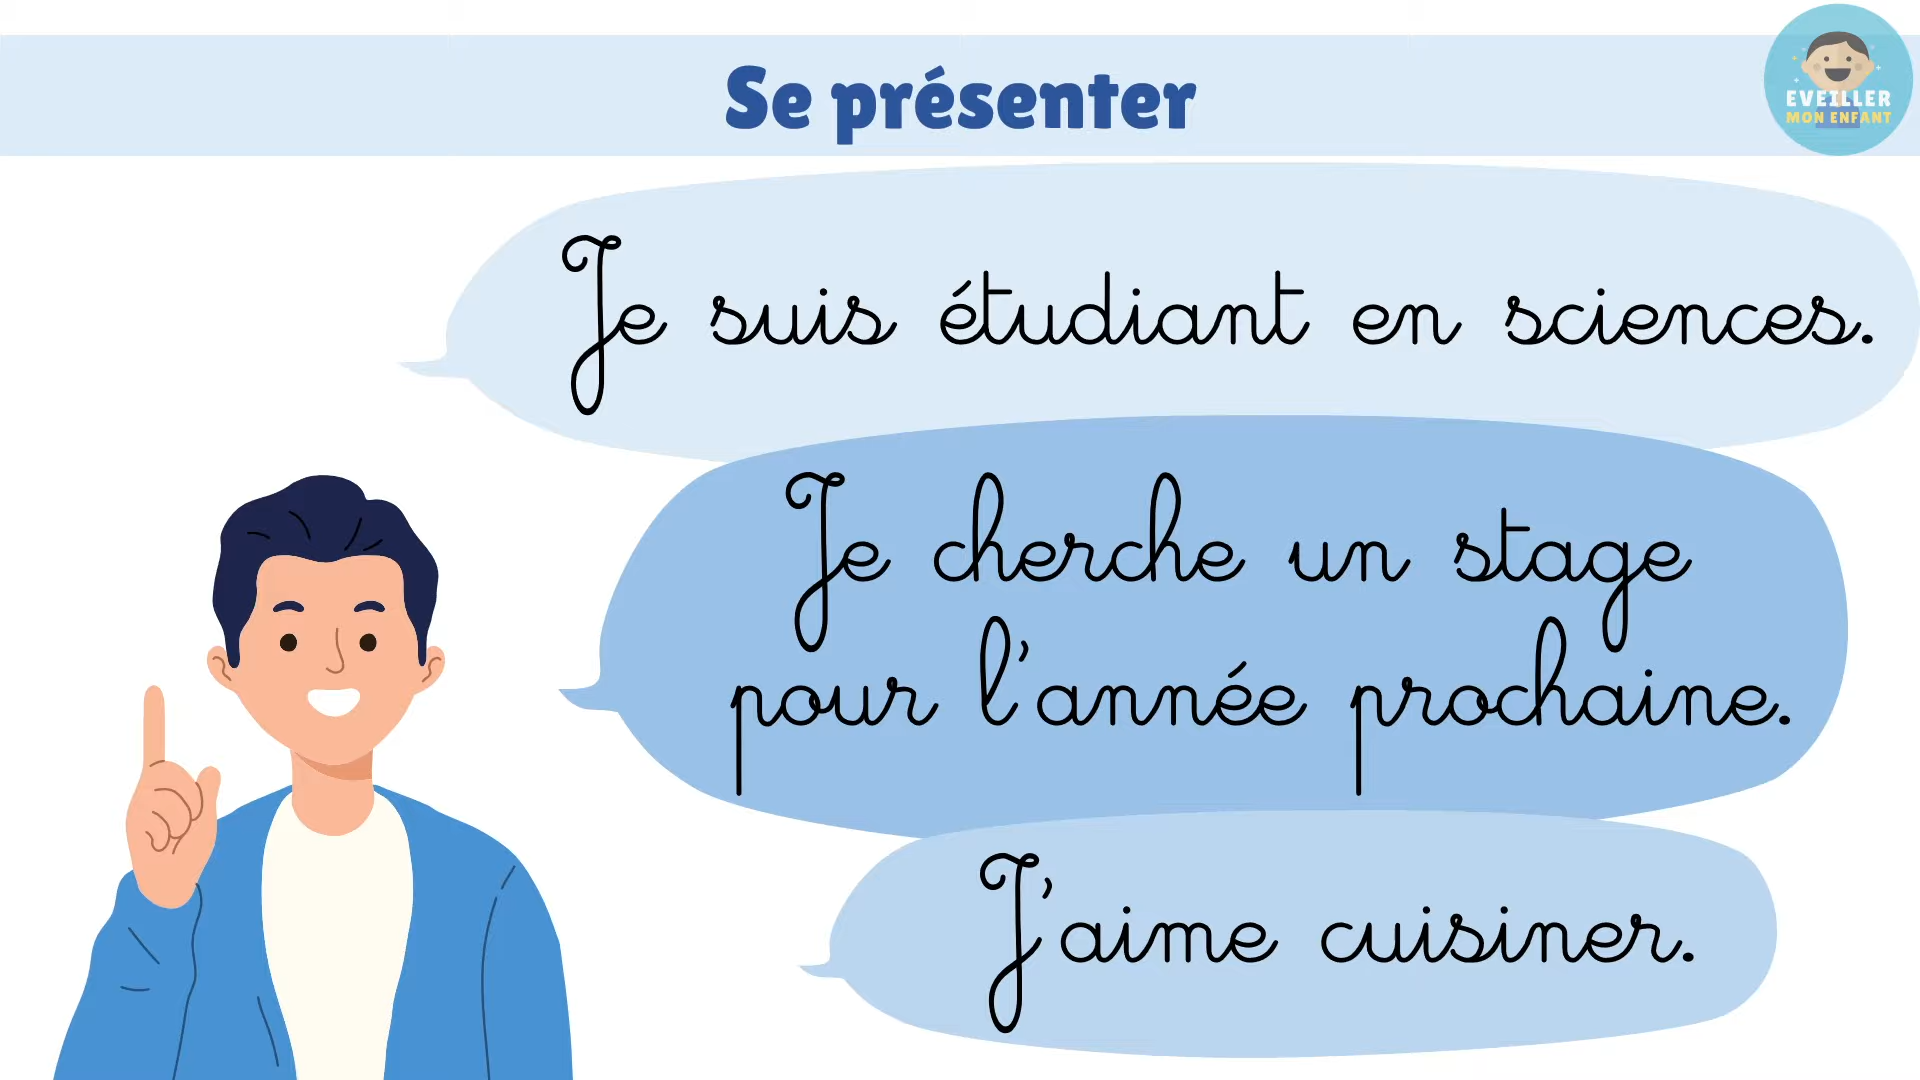 Se présenter
EVEILLER
MON ENFANT
Je suis étudiant en sciences.
Je cherche un stage
pour l'année prochaine.
J'aime cuisiner.